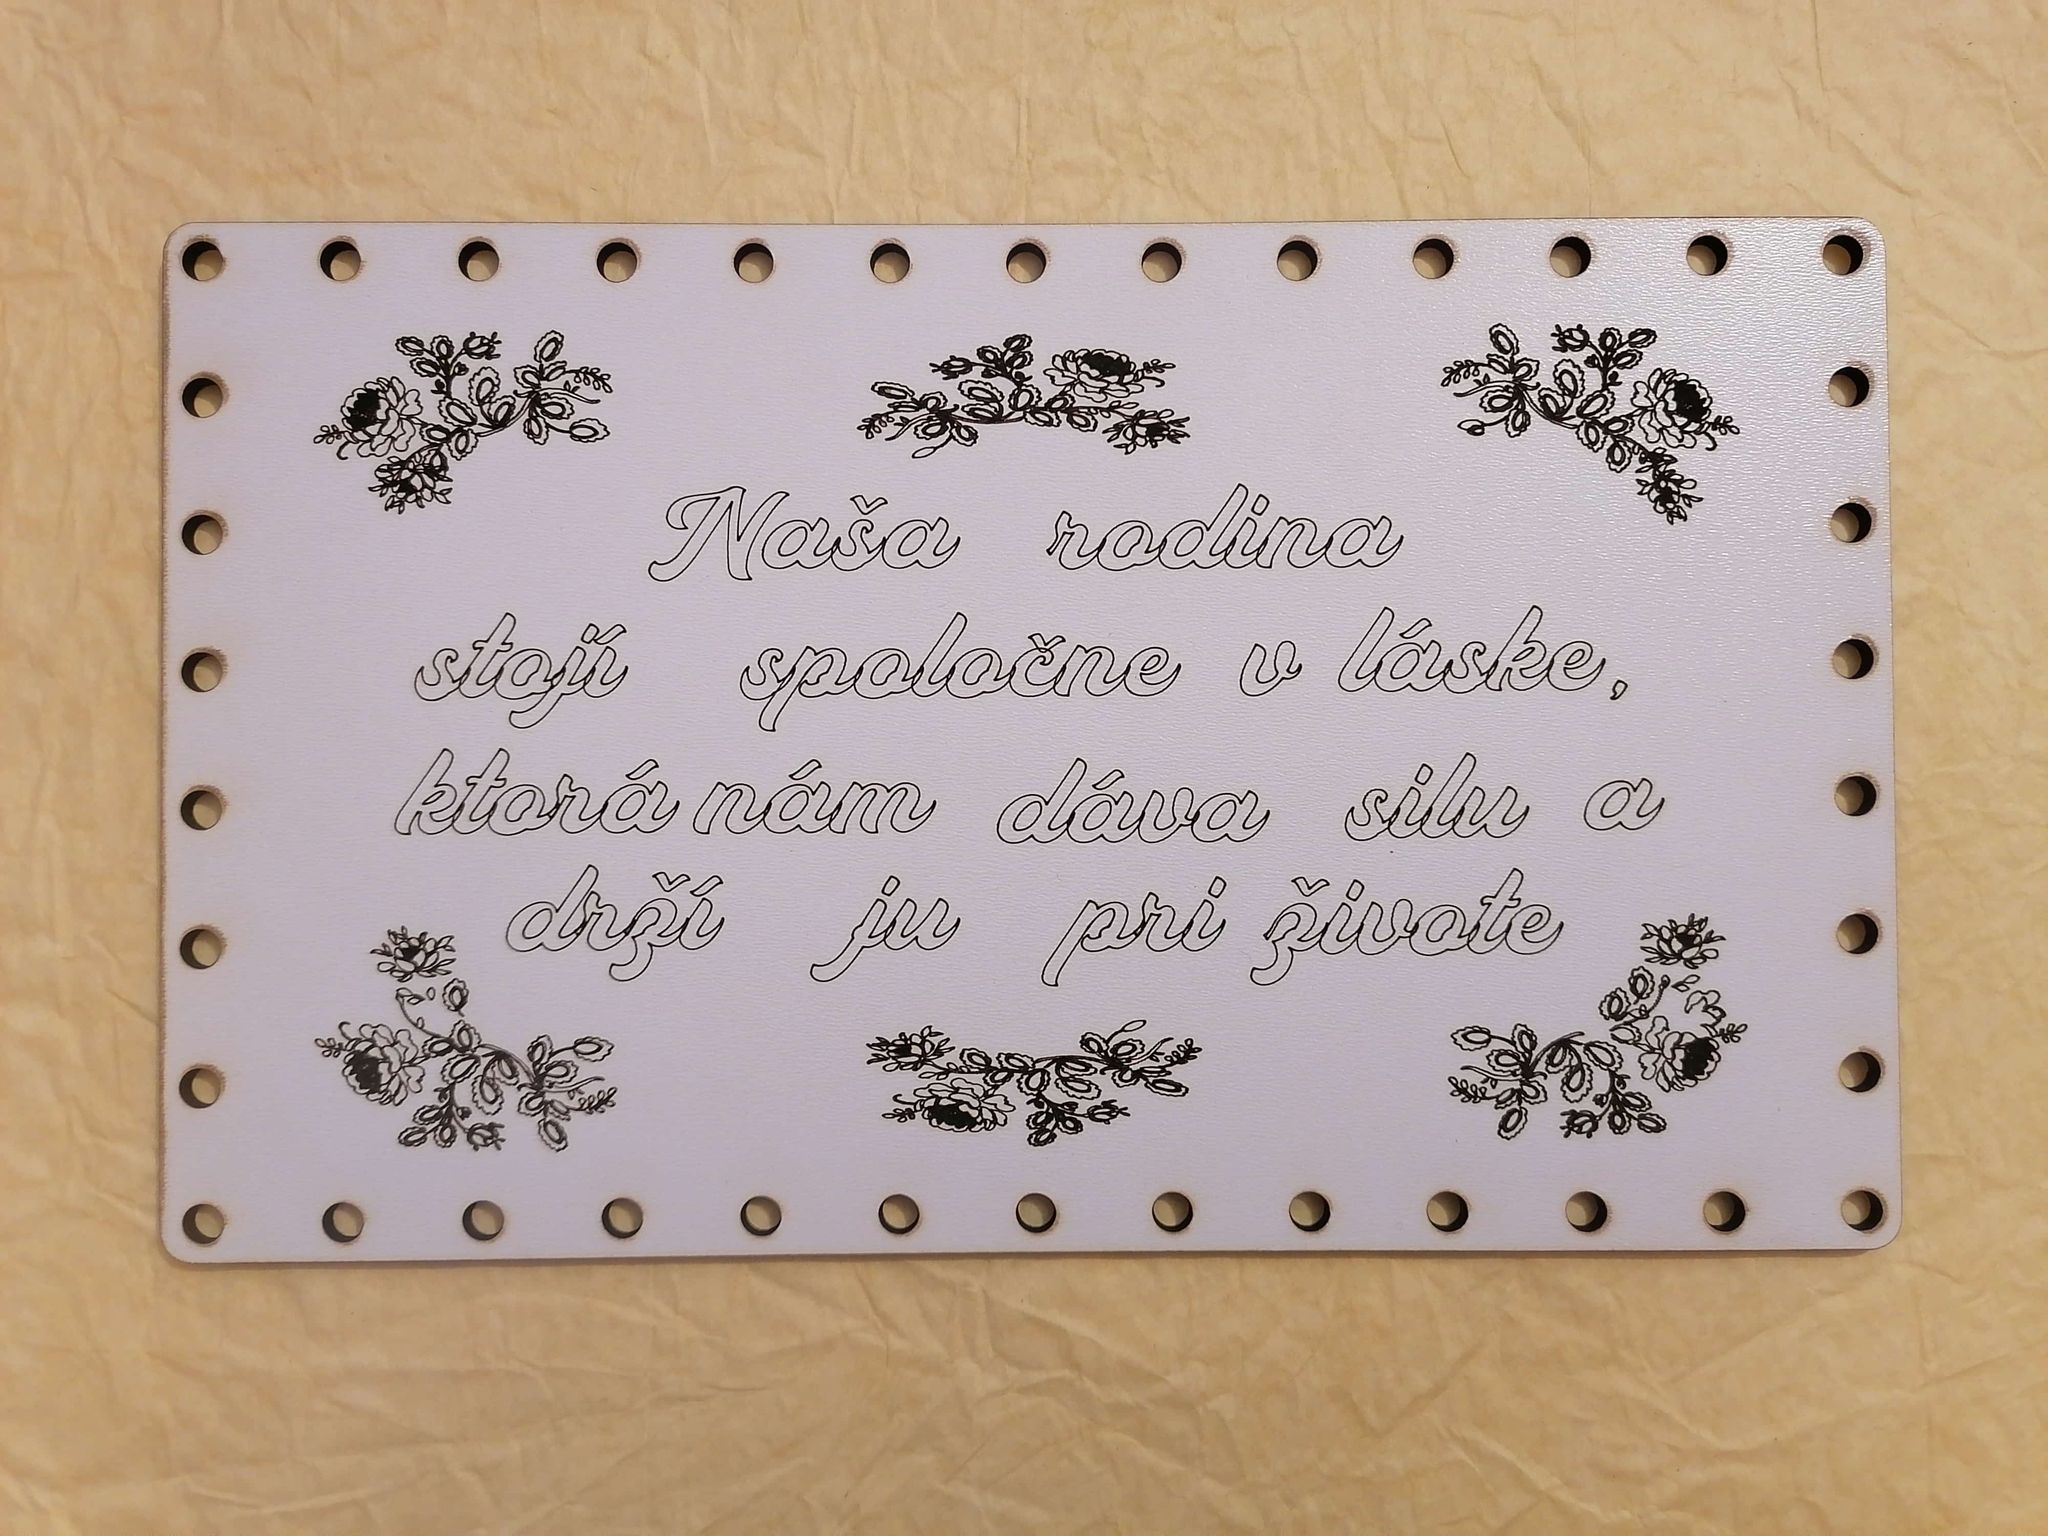 Naša rodina
stojí spoločne v láske,
ktorá nám dáva silu a
drží ju pri živote